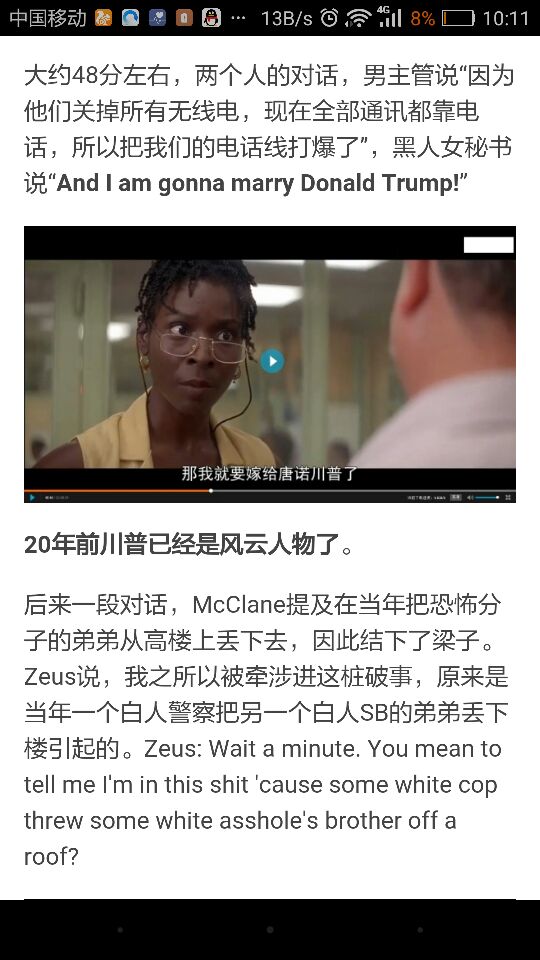 中国移动 ... 13B/s 4G 8% 10:11
大约48分左右，两个人的对话，男主管说“因为
他们关掉所有无线电，现在全部通讯都靠电
话，所以把我们的电话线打爆了”，黑人女秘书
说“And I am gonna marry Donald Trump!”
那我就要嫁给唐诺川普了
20年前川普已经是风云人物了。
后来一段对话，McClane提及在当年把恐怖分
子的弟弟从高楼上丢下去，因此结下了梁子。
Zeus说，我之所以被牵涉进这桩破事，原来是
当年一个白人警察把另一个白人SB的弟弟丢下
楼引起的。Zeus: Wait a minute. You mean to
tell me I'm in this shit 'cause some white cop
threw some white asshole's brother off a
roof?